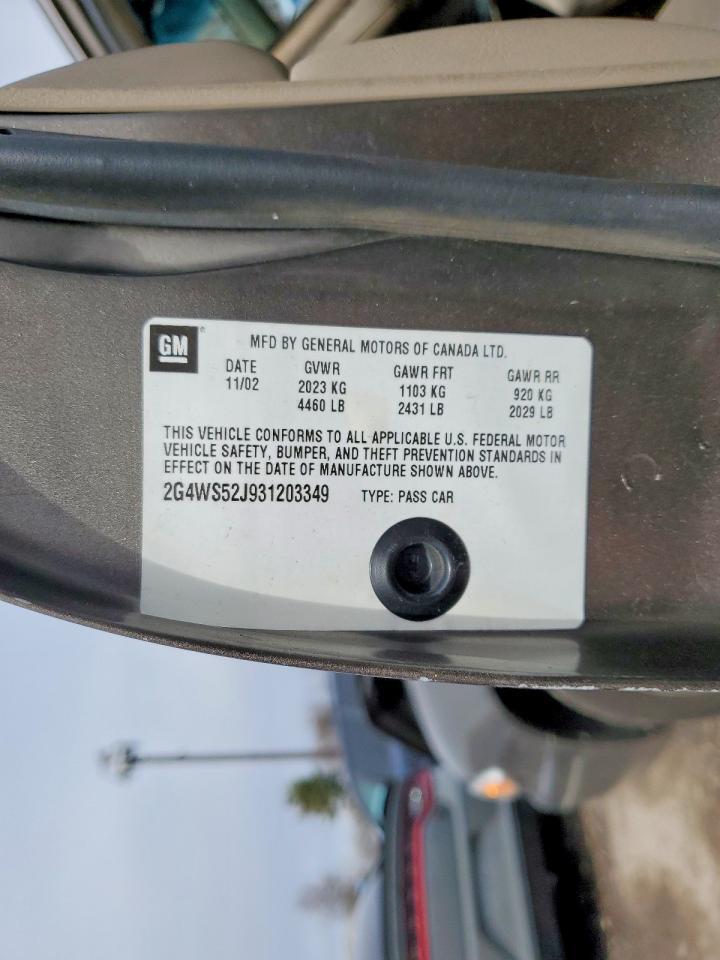 GM®
MFD BY GENERAL MOTORS OF CANADA LTD.
DATE GVWR GAWR FRT GAWR RR
11/02 2023 KG 1103 KG 920 KG
4460 LB 2431 LB 2029 LB
THIS VEHICLE CONFORMS TO ALL APPLICABLE U.S. FEDERAL MOTOR
VEHICLE SAFETY, BUMPER, AND THEFT PREVENTION STANDARDS IN
EFFECT ON THE DATE OF MANUFACTURE SHOWN ABOVE.
2G4WS52J931203349 TYPE: PASS CAR